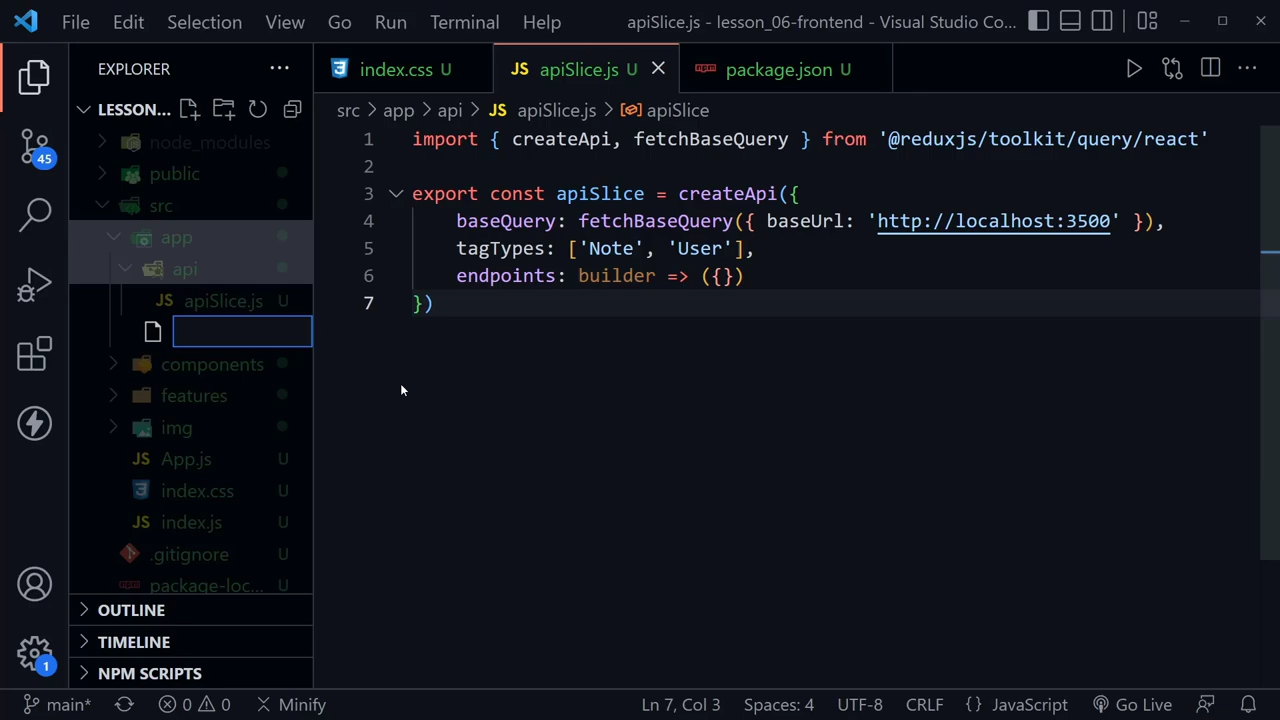 File Edit Selection View Go Run Terminal Help apiSlice.js - lesson_06-frontend - Visual Studio Co...
EXPLORER ...
index.css U
JS apiSlice.js U
package.json U
LESSON...
src > app > api > JS apiSlice.js > apiSlice
node_modules
public
src
app
api
JS apiSlice.js U
components
features
img
JS App.js U
index.css U
JS index.js U
.gitignore U
package-loc... U
OUTLINE
TIMELINE
NPM SCRIPTS
45
1
1 import { createApi, fetchBaseQuery } from '@reduxjs/toolkit/query/react'
2
3 export const apiSlice = createApi({
4 baseQuery: fetchBaseQuery({ baseUrl: 'http://localhost:3500' }),
5 tagTypes: ['Note', 'User'],
6 endpoints: builder => ({})
7 })
main* 0 0 Minify Ln 7, Col 3 Spaces: 4 UTF-8 CRLF {} JavaScript Go Live